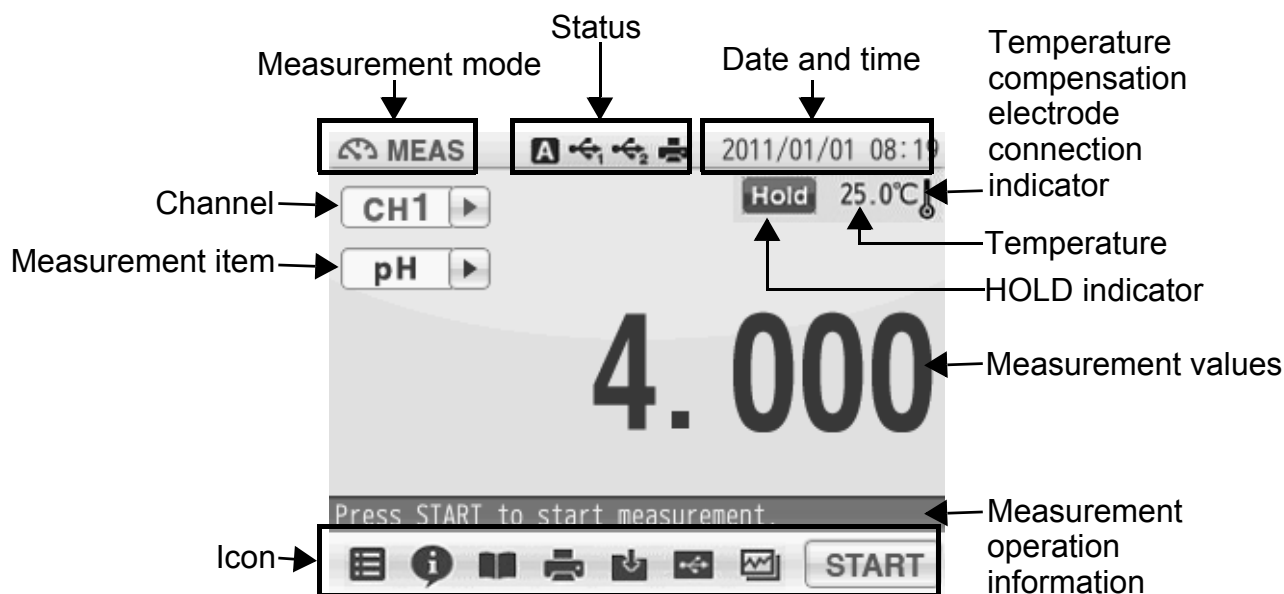 Status
Measurement mode
Date and time
Temperature
compensation
electrode
connection
indicator
MEAS
A 1 2
2011/01/01 08:19
Channel
CH1
Hold
25.0℃
Measurement item
pH
Temperature
HOLD indicator
4.000
Measurement values
Press START to start measurement.
Measurement
operation
information
Icon
START